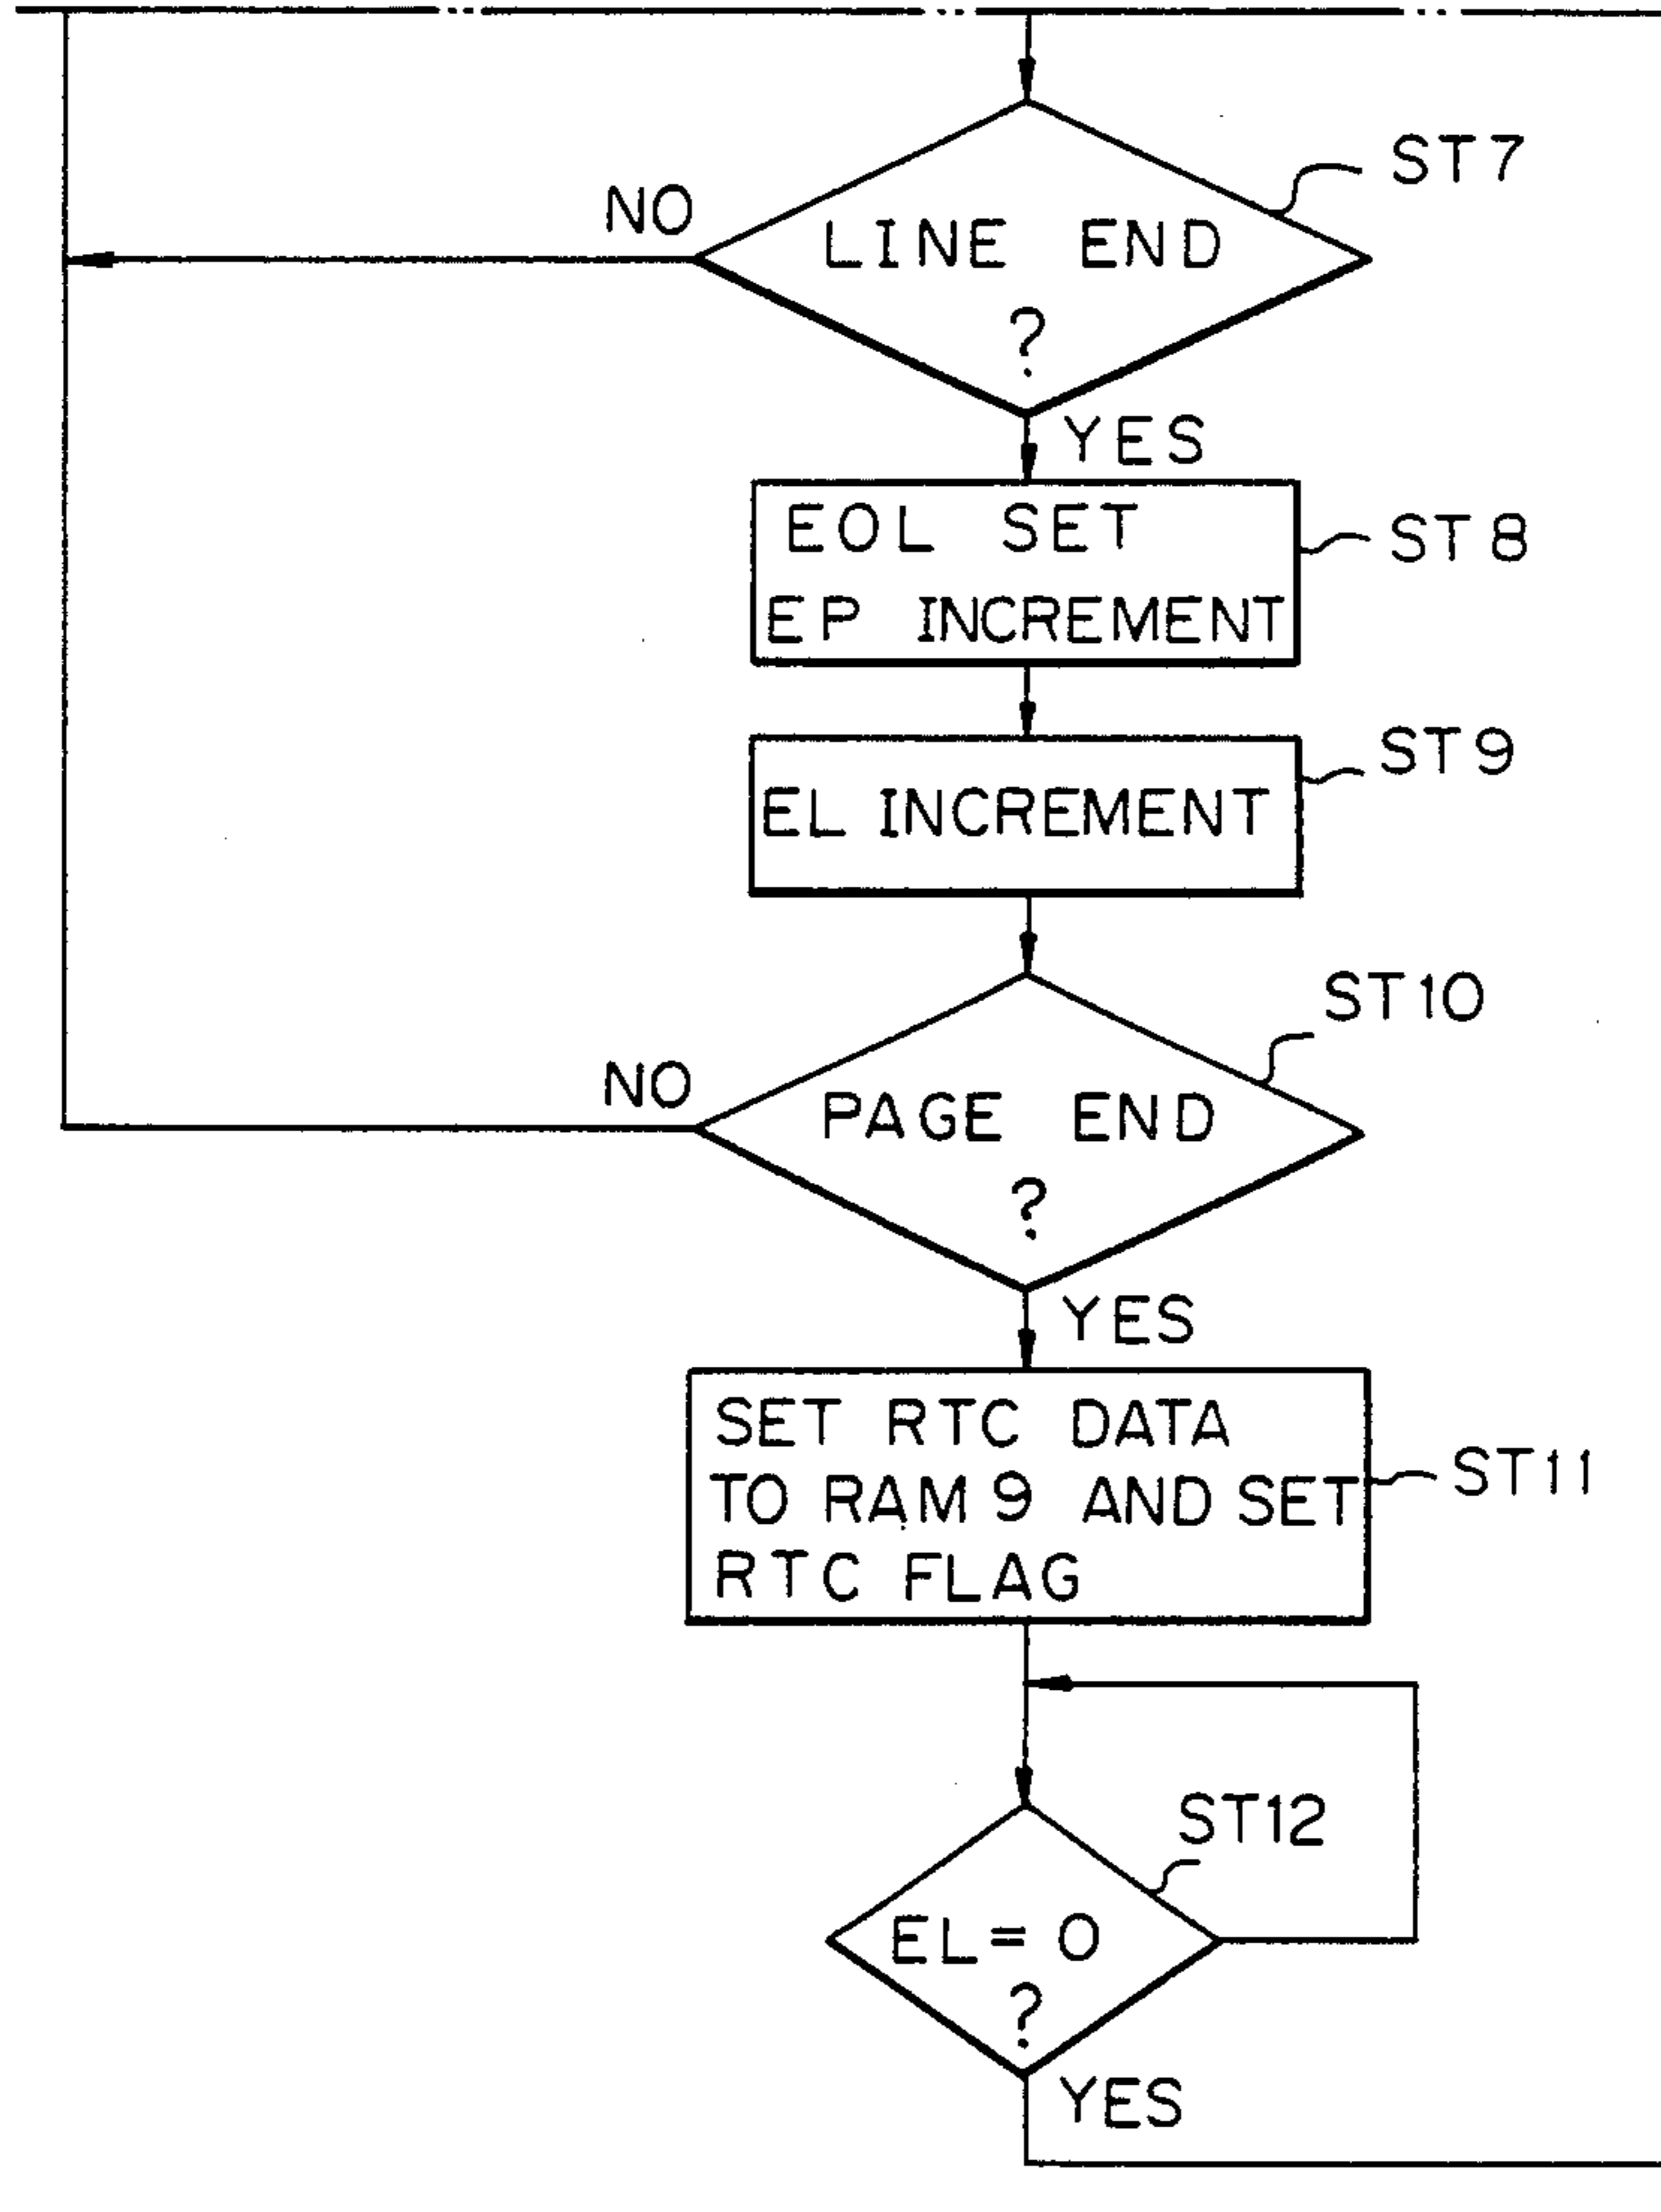 ST7
NO
LINE END
?
YES
EOL SET
EP INCREMENT
ST8
ST9
EL INCREMENT
ST10
NO
PAGE END
?
YES
SET RTC DATA
TO RAM 9 AND SET
RTC FLAG
ST11
ST12
EL = 0
?
YES